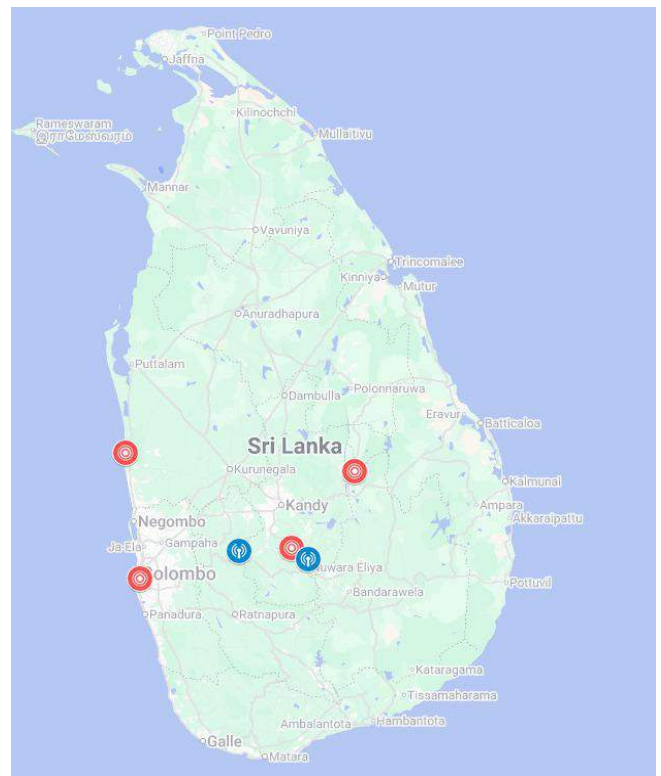 Point Pedro
Jaffna
Kilinochchi
Rameswaram
இராமேஸ்வரம்
Mullaitivu
Mannar
Vavuniya
Trincomalee
Kinniya
Mutur
Anuradhapura
Puttalam
Polonnaruwa
Dambulla
Eravur
Batticaloa
Sri Lanka
Kurunegala
Kalmunai
Kandy
Ampara
Akkaraipattu
Negombo
Ja-Ela
Gampaha
Nuwara Eliya
Colombo
Pottuvil
Bandarawela
Panadura
Ratnapura
Kataragama
Tissamaharama
Ambalantota
Hambantota
Galle
Matara